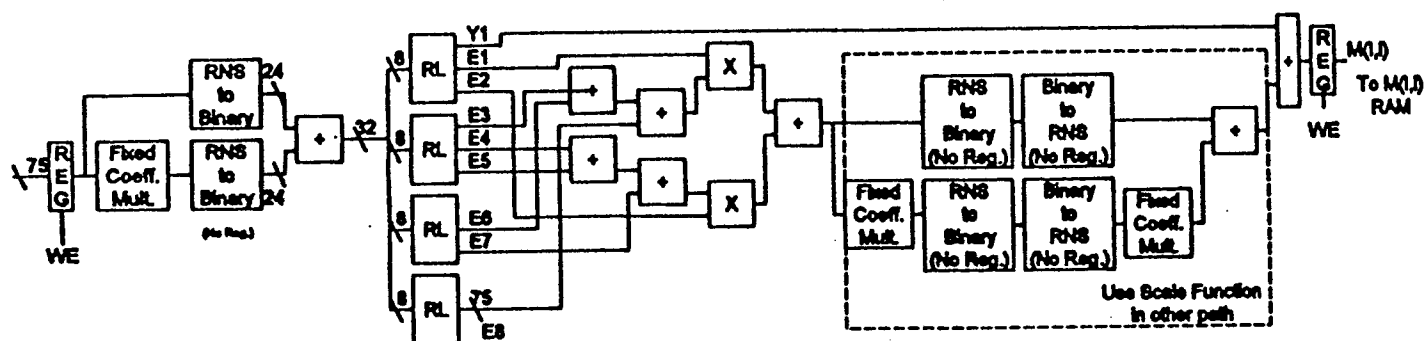 75
REG
WE
Fixed Coeff. Mult.
RNS to Binary
24
RNS to Binary
24
(No Reg.)
+
32
8
RL
Y1
E1
E2
8
RL
E3
E4
E5
8
RL
E6
E7
8
RL
75
E8
+
+
+
+
X
X
+
RNS to Binary (No Reg.)
Binary to RNS (No Reg.)
Fixed Coeff. Mult.
RNS to Binary (No Reg.)
Binary to RNS (No Reg.)
Fixed Coeff. Mult.
+
Use Scale Function in other path
+
REG
WE
M(I,I)
To M(I,I) RAM